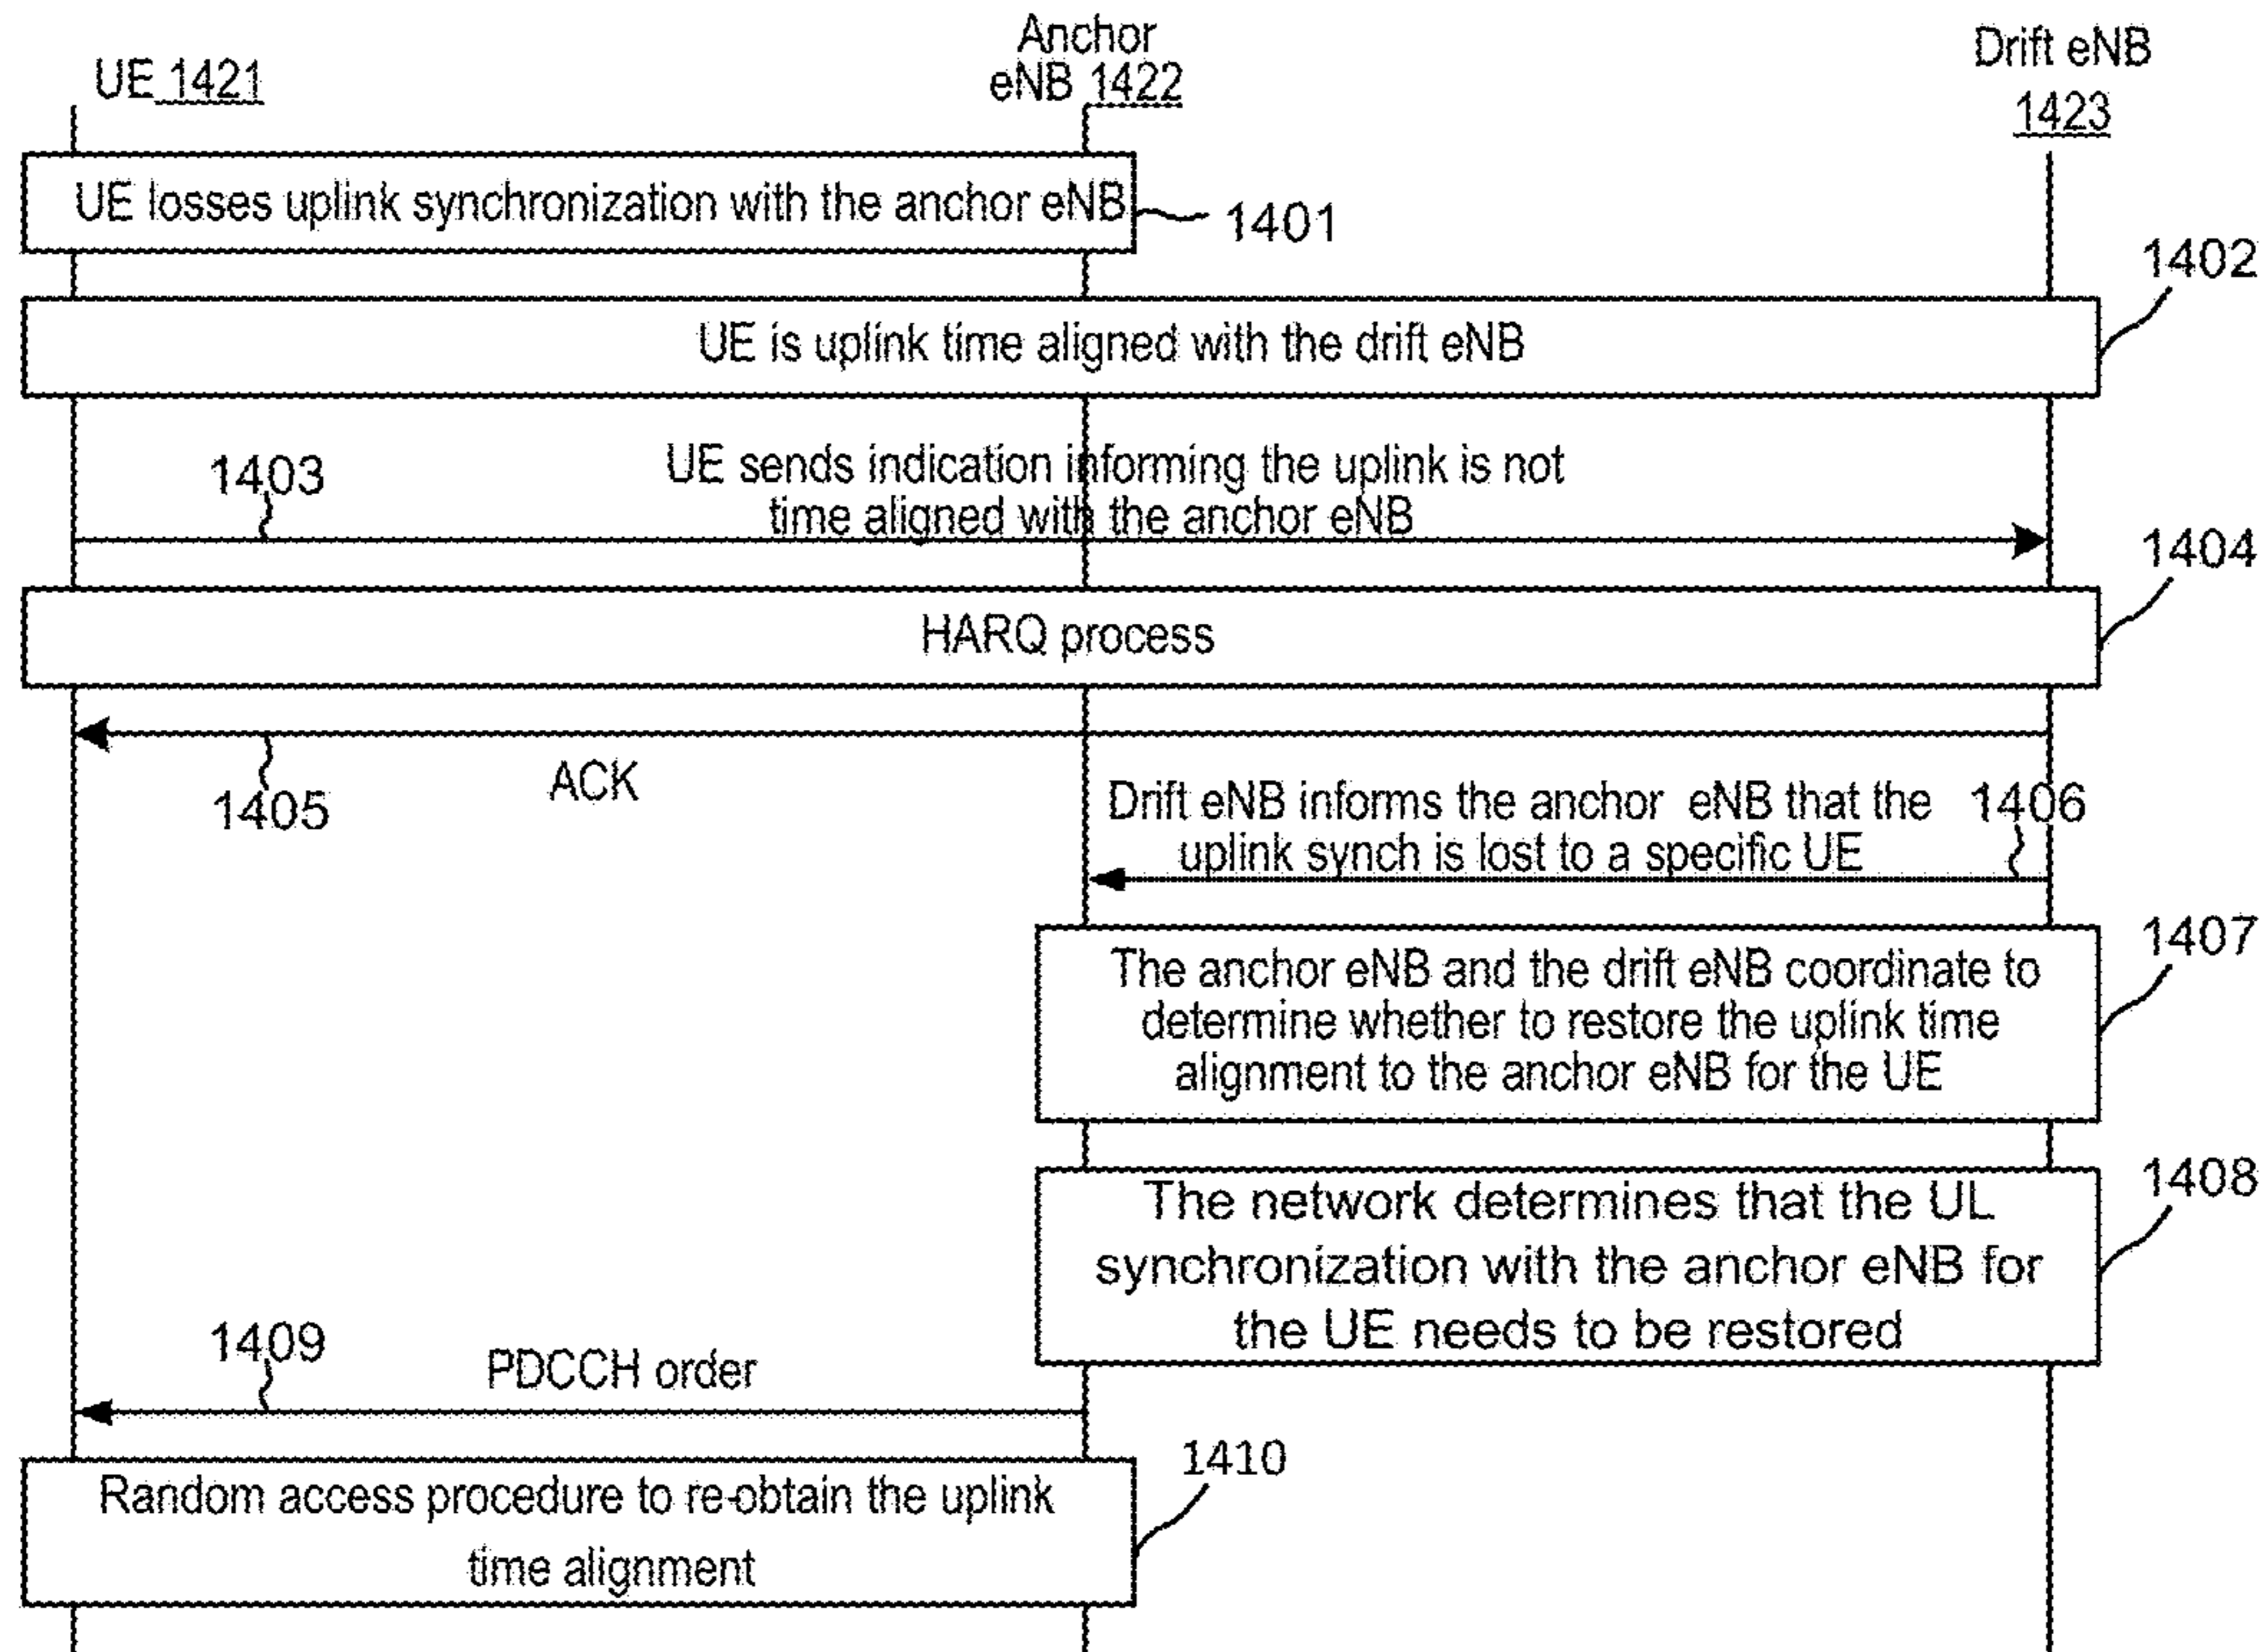 UE 1421
Anchor
eNB 1422
Drift eNB
1423
UE losses uplink synchronization with the anchor eNB
1401
1402
UE is uplink time aligned with the drift eNB
1403
UE sends indication informing the uplink is not
time aligned with the anchor eNB
1404
HARQ process
ACK
1405
Drift eNB informs the anchor eNB that the
uplink synch is lost to a specific UE
1406
1407
The anchor eNB and the drift eNB coordinate to
determine whether to restore the uplink time
alignment to the anchor eNB for the UE
1408
The network determines that the UL
synchronization with the anchor eNB for
the UE needs to be restored
1409
PDCCH order
1410
Random access procedure to re-obtain the uplink
time alignment